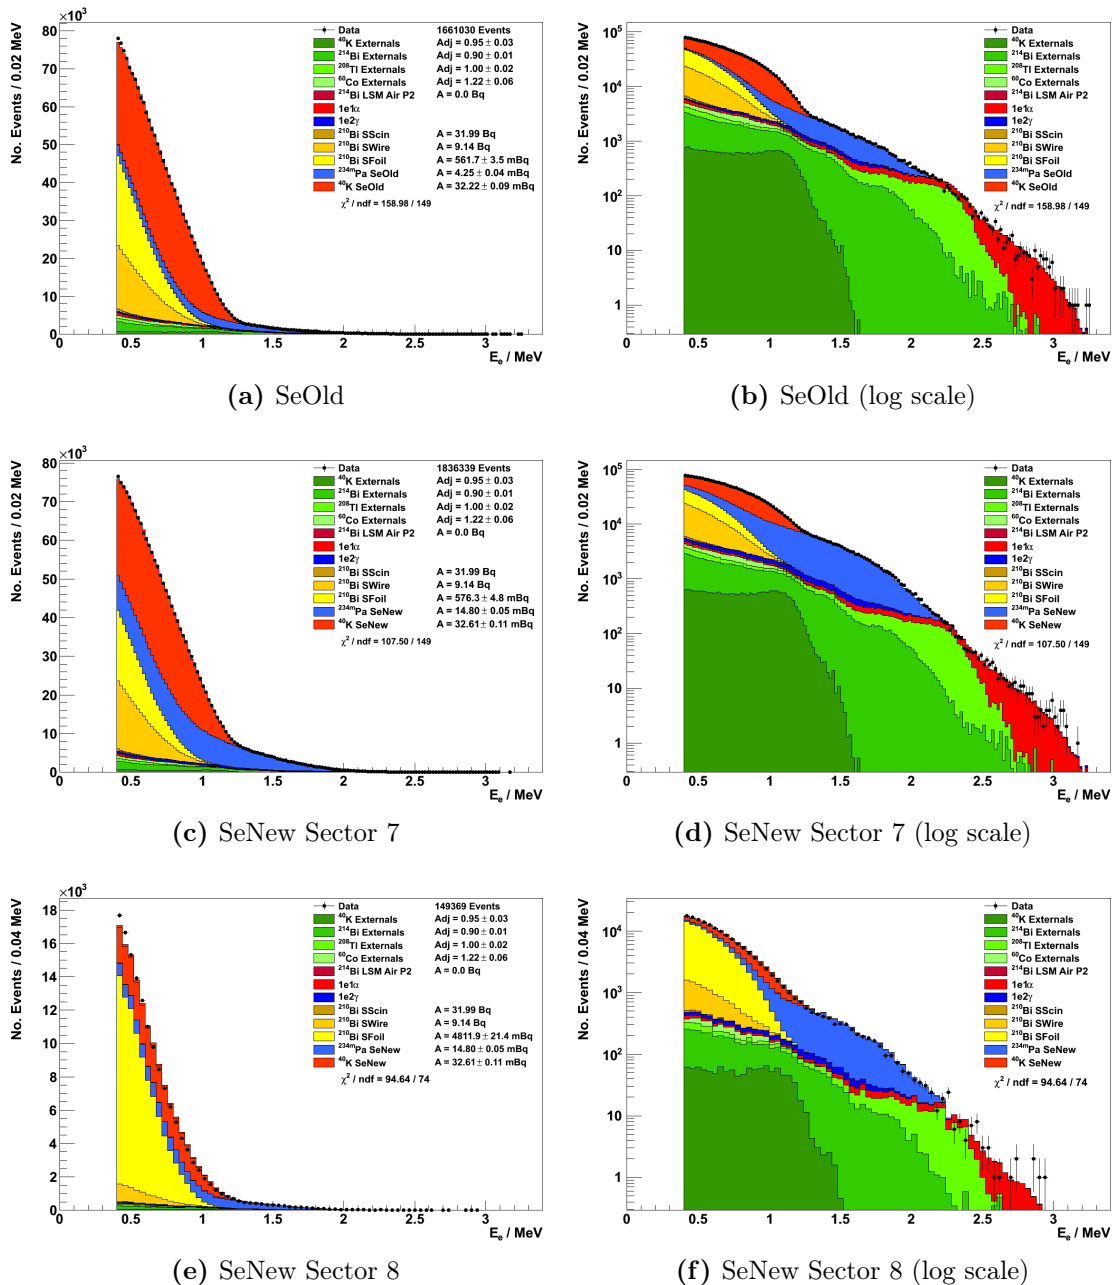 ×10³
No. Events / 0.02 MeV
80
70
60
50
40
30
20
10
0
0 0.5 1 1.5 2 2.5 3
E_e / MeV
Data 1661030 Events
⁴⁰K Externals Adj = 0.95 ± 0.03
²¹⁴Bi Externals Adj = 0.90 ± 0.01
²⁰⁸Tl Externals Adj = 1.00 ± 0.02
⁶⁰Co Externals Adj = 1.22 ± 0.06
²¹⁴Bi LSM Air P2 A = 0.0 Bq
1e1α
1e2γ
²¹⁰Bi SScin A = 31.99 Bq
²¹⁰Bi SWire A = 9.14 Bq
²¹⁰Bi SFoil A = 561.7 ± 3.5 mBq
²³⁴ᵐPa SeOld A = 4.25 ± 0.04 mBq
⁴⁰K SeOld A = 32.22 ± 0.09 mBq
χ² / ndf = 158.98 / 149
(a) SeOld
No. Events / 0.02 MeV
10⁵
10⁴
10³
10²
10
1
0 0.5 1 1.5 2 2.5 3
E_e / MeV
Data
⁴⁰K Externals
²¹⁴Bi Externals
²⁰⁸Tl Externals
⁶⁰Co Externals
²¹⁴Bi LSM Air P2
1e1α
1e2γ
²¹⁰Bi SScin
²¹⁰Bi SWire
²¹⁰Bi SFoil
²³⁴ᵐPa SeOld
⁴⁰K SeOld
χ² / ndf = 158.98 / 149
(b) SeOld (log scale)
×10³
No. Events / 0.02 MeV
80
70
60
50
40
30
20
10
0
0 0.5 1 1.5 2 2.5 3
E_e / MeV
Data 1836339 Events
⁴⁰K Externals Adj = 0.95 ± 0.03
²¹⁴Bi Externals Adj = 0.90 ± 0.01
²⁰⁸Tl Externals Adj = 1.00 ± 0.02
⁶⁰Co Externals Adj = 1.22 ± 0.06
²¹⁴Bi LSM Air P2 A = 0.0 Bq
1e1α
1e2γ
²¹⁰Bi SScin A = 31.99 Bq
²¹⁰Bi SWire A = 9.14 Bq
²¹⁰Bi SFoil A = 576.3 ± 4.8 mBq
²³⁴ᵐPa SeNew A = 14.80 ± 0.05 mBq
⁴⁰K SeNew A = 32.61 ± 0.11 mBq
χ² / ndf = 107.50 / 149
(c) SeNew Sector 7
No. Events / 0.02 MeV
10⁵
10⁴
10³
10²
10
1
0 0.5 1 1.5 2 2.5 3
E_e / MeV
Data
⁴⁰K Externals
²¹⁴Bi Externals
²⁰⁸Tl Externals
⁶⁰Co Externals
²¹⁴Bi LSM Air P2
1e1α
1e2γ
²¹⁰Bi SScin
²¹⁰Bi SWire
²¹⁰Bi SFoil
²³⁴ᵐPa SeNew
⁴⁰K SeNew
χ² / ndf = 107.50 / 149
(d) SeNew Sector 7 (log scale)
×10³
No. Events / 0.04 MeV
18
16
14
12
10
8
6
4
2
0
0 0.5 1 1.5 2 2.5 3
E_e / MeV
Data 149369 Events
⁴⁰K Externals Adj = 0.95 ± 0.03
²¹⁴Bi Externals Adj = 0.90 ± 0.01
²⁰⁸Tl Externals Adj = 1.00 ± 0.02
⁶⁰Co Externals Adj = 1.22 ± 0.06
²¹⁴Bi LSM Air P2 A = 0.0 Bq
1e1α
1e2γ
²¹⁰Bi SScin A = 31.99 Bq
²¹⁰Bi SWire A = 9.14 Bq
²¹⁰Bi SFoil A = 4811.9 ± 21.4 mBq
²³⁴ᵐPa SeNew A = 14.80 ± 0.05 mBq
⁴⁰K SeNew A = 32.61 ± 0.11 mBq
χ² / ndf = 94.64 / 74
(e) SeNew Sector 8
No. Events / 0.04 MeV
10⁴
10³
10²
10
1
0 0.5 1 1.5 2 2.5 3
E_e / MeV
Data
⁴⁰K Externals
²¹⁴Bi Externals
²⁰⁸Tl Externals
⁶⁰Co Externals
²¹⁴Bi LSM Air P2
1e1α
1e2γ
²¹⁰Bi SScin
²¹⁰Bi SWire
²¹⁰Bi SFoil
²³⁴ᵐPa SeNew
⁴⁰K SeNew
χ² / ndf = 94.64 / 74
(f) SeNew Sector 8 (log scale)